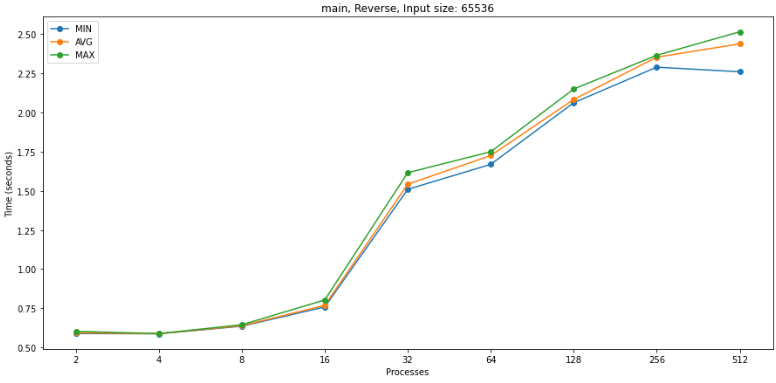 main, Reverse, Input size: 65536
MIN
AVG
MAX
Time (seconds)
2.50
2.25
2.00
1.75
1.50
1.25
1.00
0.75
0.50
2 4 8 16 32 64 128 256 512
Processes